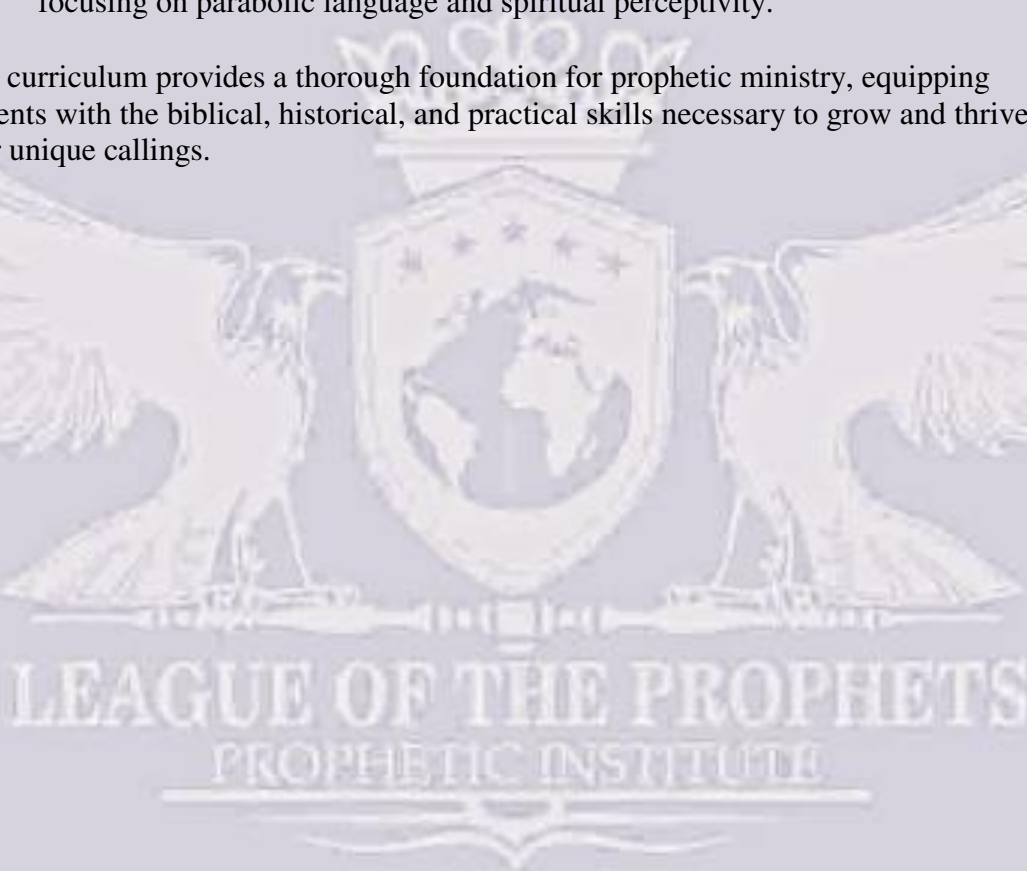 focusing on parabolic language and spiritual perceptivity.
curriculum provides a thorough foundation for prophetic ministry, equipping
ents with the biblical, historical, and practical skills necessary to grow and thrive
unique callings.
LEAGUE OF THE PROPHETS
PROPHETIC INSTITUTE